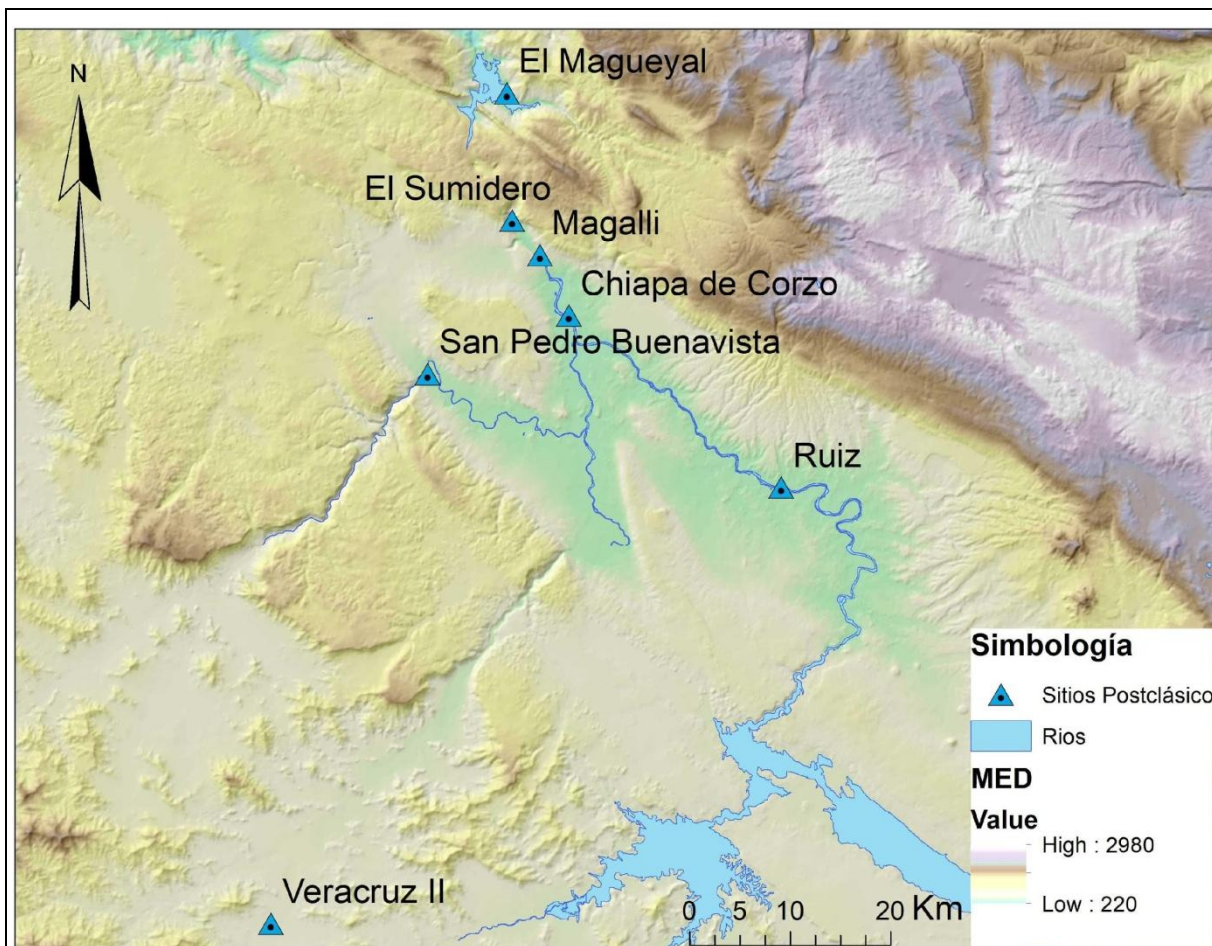 N
El Magueyal
El Sumidero
Magalli
Chiapa de Corzo
San Pedro Buenavista
Ruiz
Veracruz II
Simbología
Sitios Postclásico
Rios
MED
Value
High : 2980
Low : 220
0 5 10 20 Km